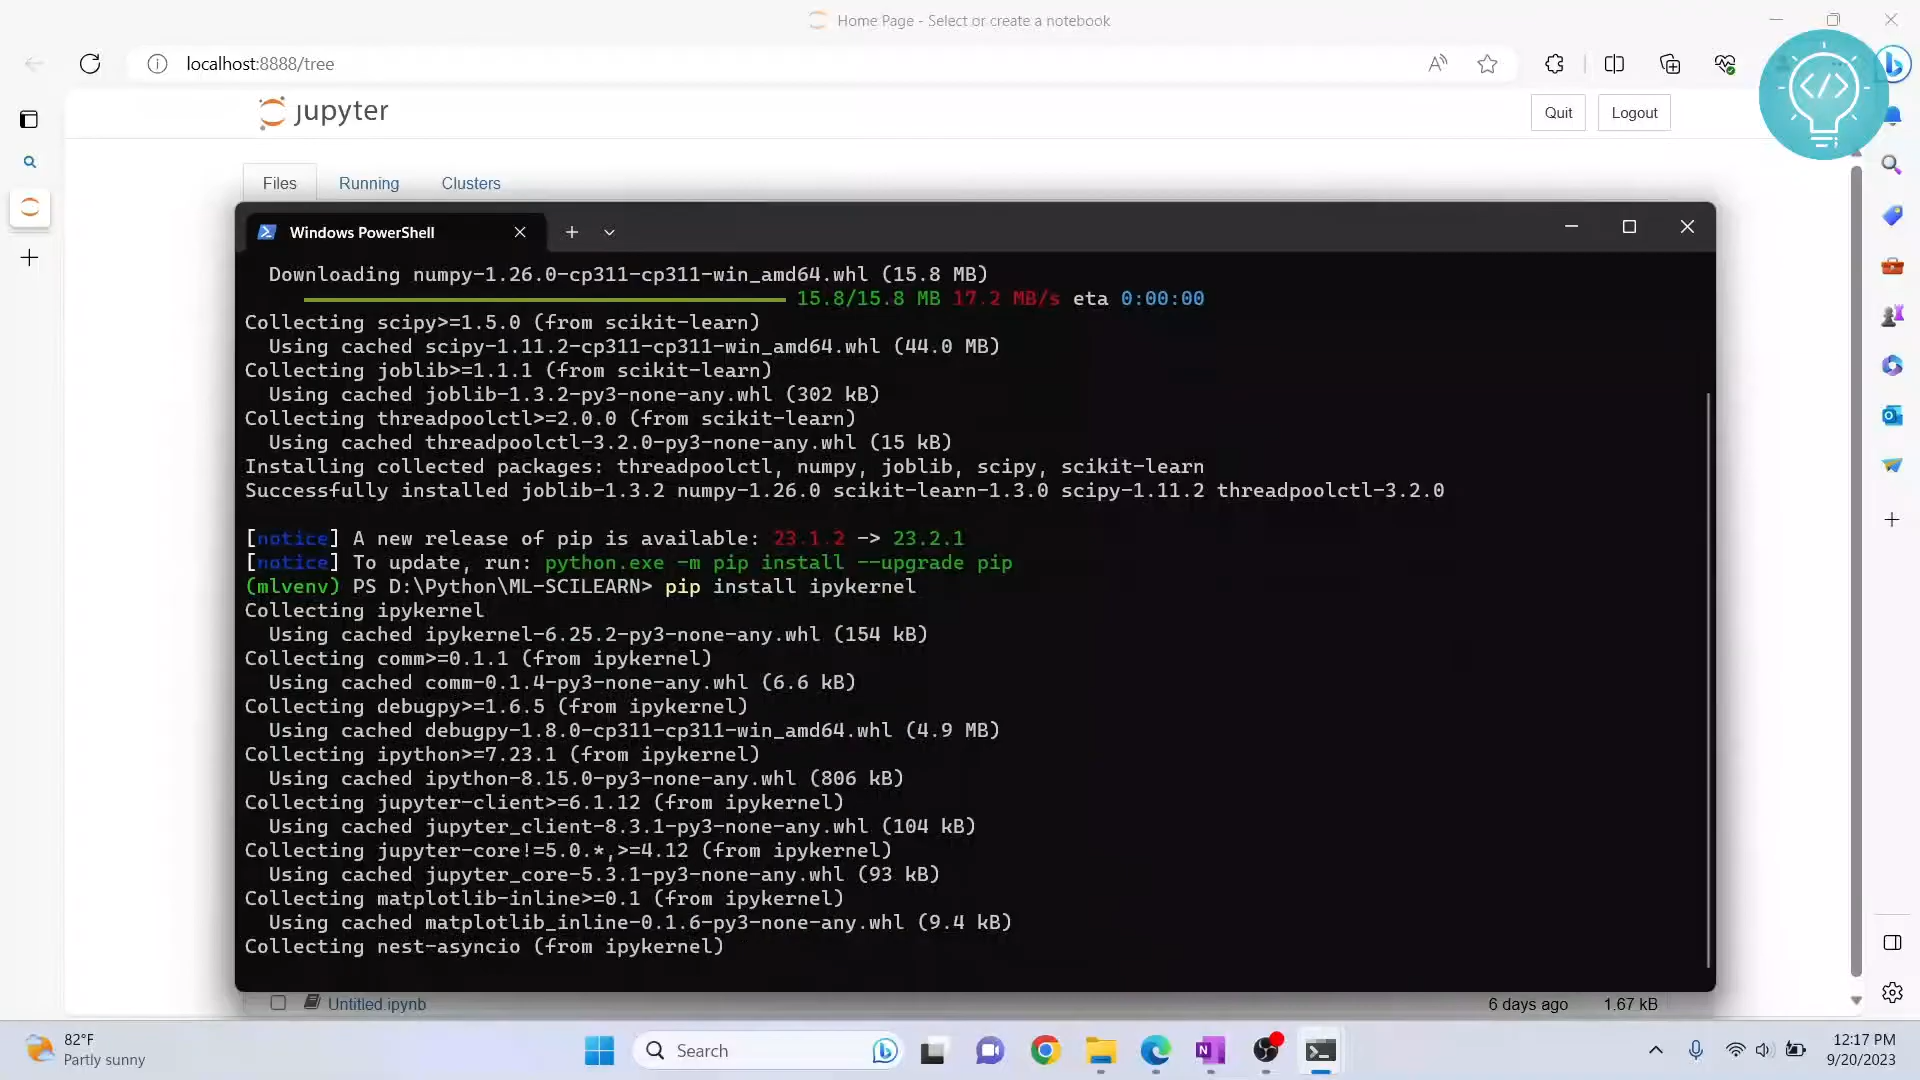 Home Page - Select or create a notebook
localhost:8888/tree
jupyter
Quit
Logout
Files
Running
Clusters
Windows PowerShell
Downloading numpy-1.26.0-cp311-cp311-win_amd64.whl (15.8 MB)
15.8/15.8 MB 17.2 MB/s eta 0:00:00
Collecting scipy>=1.5.0 (from scikit-learn)
Using cached scipy-1.11.2-cp311-cp311-win_amd64.whl (44.0 MB)
Collecting joblib>=1.1.1 (from scikit-learn)
Using cached joblib-1.3.2-py3-none-any.whl (302 kB)
Collecting threadpoolctl>=2.0.0 (from scikit-learn)
Using cached threadpoolctl-3.2.0-py3-none-any.whl (15 kB)
Installing collected packages: threadpoolctl, numpy, joblib, scipy, scikit-learn
Successfully installed joblib-1.3.2 numpy-1.26.0 scikit-learn-1.3.0 scipy-1.11.2 threadpoolctl-3.2.0
[notice] A new release of pip is available: 23.1.2 -> 23.2.1
[notice] To update, run: python.exe -m pip install --upgrade pip
(mlvenv) PS D:\Python\ML-SCILEARN> pip install ipykernel
Collecting ipykernel
Using cached ipykernel-6.25.2-py3-none-any.whl (154 kB)
Collecting comm>=0.1.1 (from ipykernel)
Using cached comm-0.1.4-py3-none-any.whl (6.6 kB)
Collecting debugpy>=1.6.5 (from ipykernel)
Using cached debugpy-1.8.0-cp311-cp311-win_amd64.whl (4.9 MB)
Collecting ipython>=7.23.1 (from ipykernel)
Using cached ipython-8.15.0-py3-none-any.whl (806 kB)
Collecting jupyter-client>=6.1.12 (from ipykernel)
Using cached jupyter_client-8.3.1-py3-none-any.whl (104 kB)
Collecting jupyter-core!=5.0.*,>=4.12 (from ipykernel)
Using cached jupyter_core-5.3.1-py3-none-any.whl (93 kB)
Collecting matplotlib-inline>=0.1 (from ipykernel)
Using cached matplotlib_inline-0.1.6-py3-none-any.whl (9.4 kB)
Collecting nest-asyncio (from ipykernel)
Untitled.ipynb
6 days ago
1.67 kB
82°F
Partly sunny
Search
12:17 PM
9/20/2023